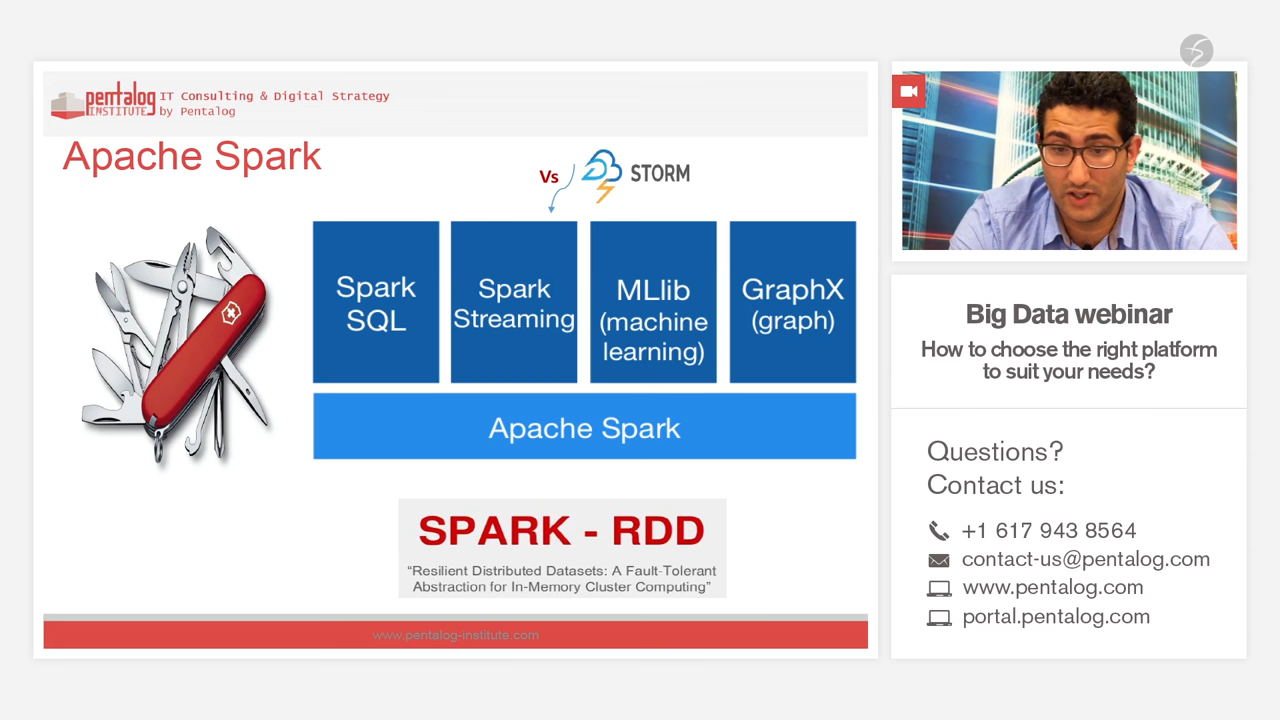 pentalog
INSTITUTE
IT Consulting & Digital Strategy
by Pentalog
Apache Spark
Vs
STORM
Spark
SQL
Spark
Streaming
MLlib
(machine
learning)
GraphX
(graph)
Apache Spark
SPARK - RDD
“Resilient Distributed Datasets: A Fault-Tolerant
Abstraction for In-Memory Cluster Computing”
www.pentalog-institute.com
Big Data webinar
How to choose the right platform
to suit your needs?
Questions?
Contact us:
+1 617 943 8564
contact-us@pentalog.com
www.pentalog.com
portal.pentalog.com